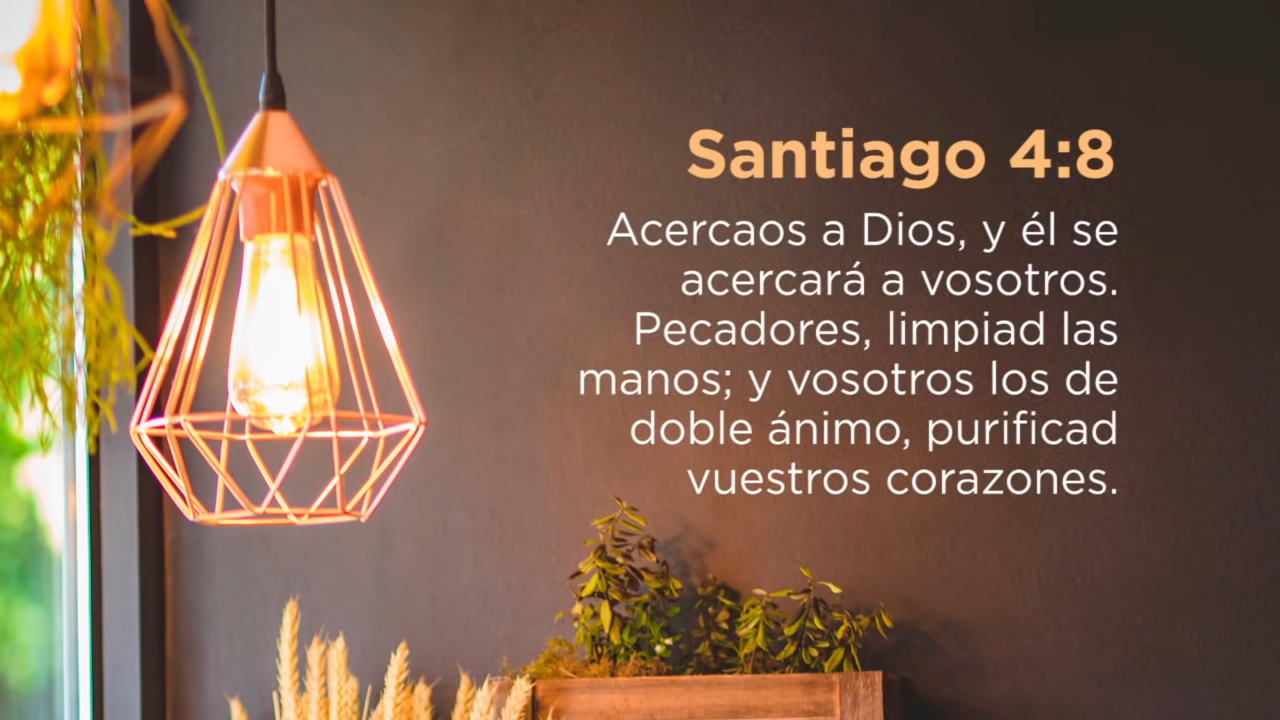 Santiago 4:8
Acercaos a Dios, y él se
acercará a vosotros.
Pecadores, limpiad las
manos; y vosotros los de
doble ánimo, purificad
vuestros corazones.